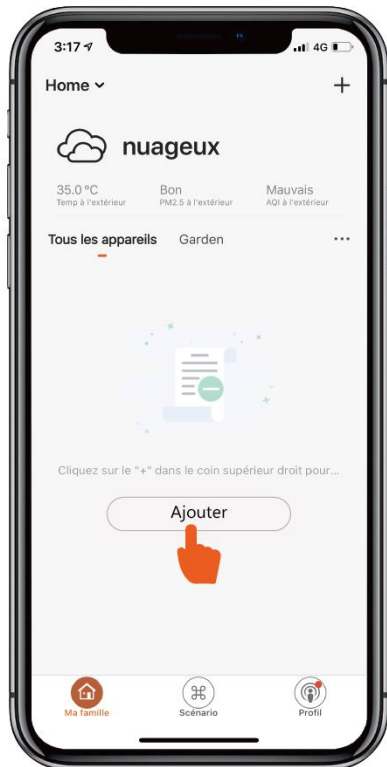 3:17
4G
Home
nuageux
35.0 °C Bon Mauvais
Temp à l'extérieur PM2.5 à l'extérieur AQI à l'extérieur
Tous les appareils Garden
Cliquez sur le "+" dans le coin supérieur droit pour...
Ajouter
Ma famille Scénario Profil